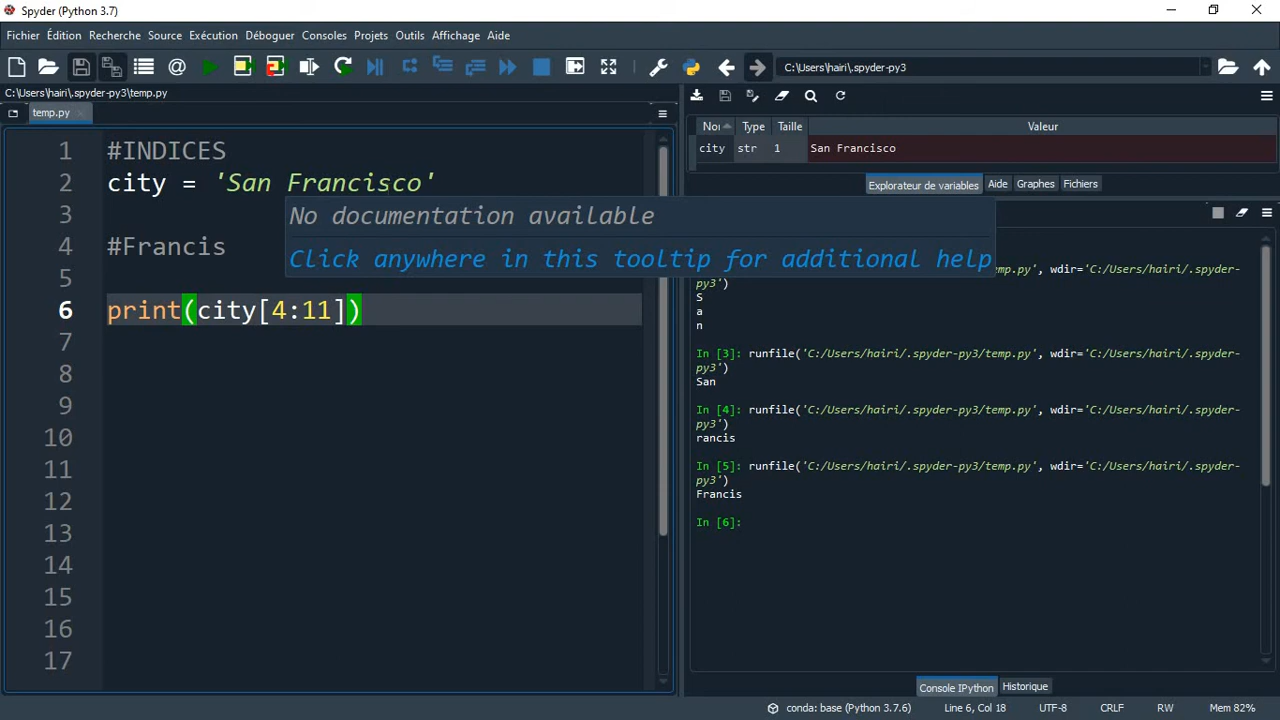 Spyder (Python 3.7)
Fichier Édition Recherche Source Exécution Déboguer Consoles Projets Outils Affichage Aide
C:\Users\hairi\.spyder-py3
C:\Users\hairi\.spyder-py3\temp.py
temp.py
1 #INDICES
2 city = 'San Francisco'
3
4 #Francis
5
6 print(city[4:11])
7
8
9
10
11
12
13
14
15
16
17
No documentation available
Click anywhere in this tooltip for additional help
Type Taille Valeur
city str 1 San Francisco
Explorateur de variables Aide Graphes Fichiers
temp.py', wdir='C:/Users/hairi/.spyder-
py3')
S
a
n
In [3]: runfile('C:/Users/hairi/.spyder-py3/temp.py', wdir='C:/Users/hairi/.spyder-
py3')
San
In [4]: runfile('C:/Users/hairi/.spyder-py3/temp.py', wdir='C:/Users/hairi/.spyder-
py3')
rancis
In [5]: runfile('C:/Users/hairi/.spyder-py3/temp.py', wdir='C:/Users/hairi/.spyder-
py3')
Francis
In [6]:
Console IPython Historique
conda: base (Python 3.7.6) Line 6, Col 18 UTF-8 CRLF RW Mem 82%